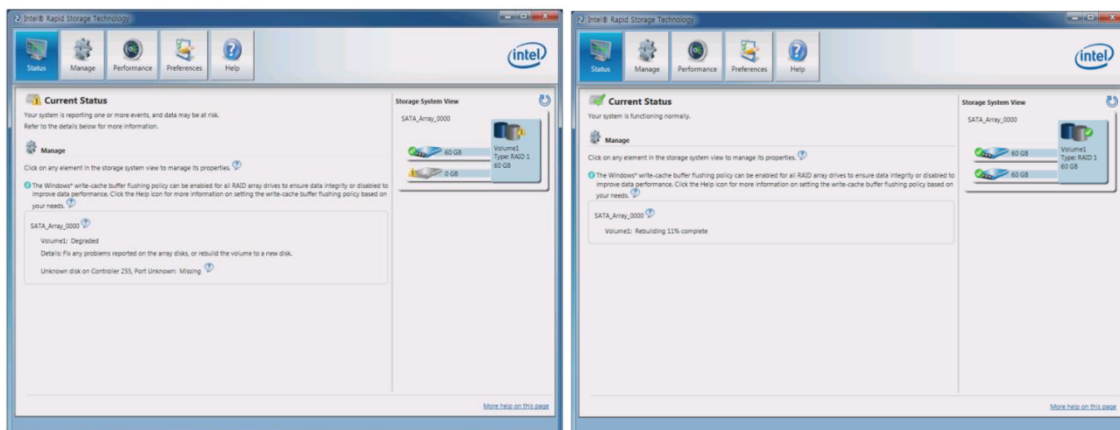 Intel® Rapid Storage Technology
Status
Manage
Performance
Preferences
Help
intel
Current Status
Your system is reporting one or more events, and data may be at risk.
Refer to the details below for more information.
Manage
Click on any element in the storage system view to manage its properties.
The Windows* write-cache buffer flushing policy can be enabled for all RAID array drives to ensure data integrity or disabled to
improve data performance. Click the Help icon for more information on setting the write-cache buffer flushing policy based on
your needs.
SATA_Array_0000
Volume1: Degraded
Details: Fix any problems reported on the array disks, or rebuild the volume to a new disk.
Unknown disk on Controller 255, Port Unknown: Missing
Storage System View
SATA_Array_0000
60 GB
0 GB
Volume1
Type: RAID 1
60 GB
More help on this page
Intel® Rapid Storage Technology
Status
Manage
Performance
Preferences
Help
intel
Current Status
Your system is functioning normally.
Manage
Click on any element in the storage system view to manage its properties.
The Windows* write-cache buffer flushing policy can be enabled for all RAID array drives to ensure data integrity or disabled to
improve data performance. Click the Help icon for more information on setting the write-cache buffer flushing policy based on
your needs.
SATA_Array_0000
Volume1: Rebuilding 11% complete
Storage System View
SATA_Array_0000
60 GB
60 GB
Volume1
Type: RAID 1
60 GB
More help on this page